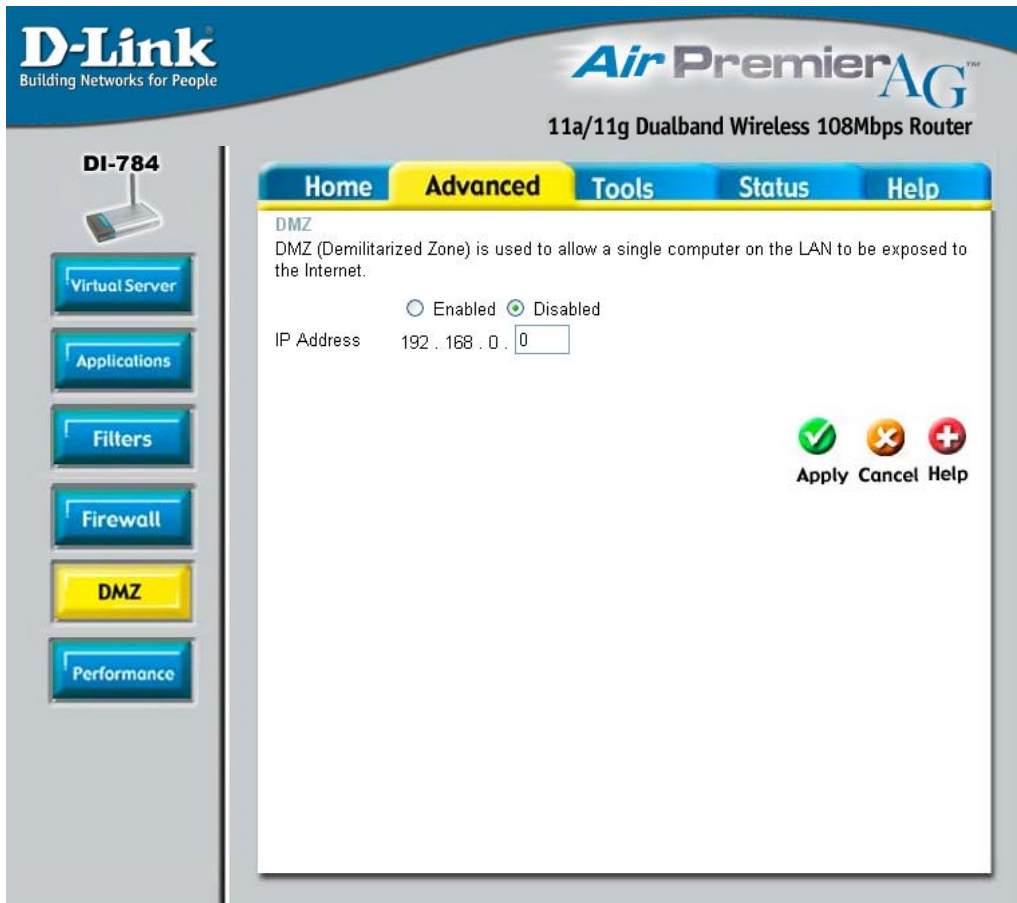 D-Link
Building Networks for People
Air PremierAG™
11a/11g Dualband Wireless 108Mbps Router
DI-784
Home Advanced Tools Status Help
DMZ
DMZ (Demilitarized Zone) is used to allow a single computer on the LAN to be exposed to
the Internet.
Enabled Disabled
IP Address 192 . 168 . 0 . 0
Apply Cancel Help
Virtual Server
Applications
Filters
Firewall
DMZ
Performance